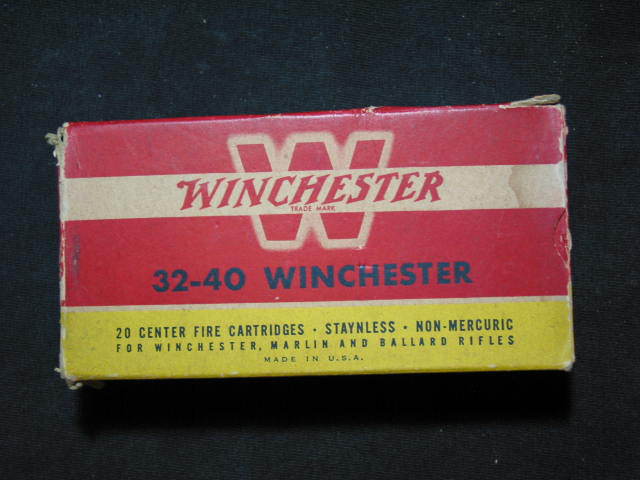 W
WINCHESTER
TRADE MARK
32-40 WINCHESTER
20 CENTER FIRE CARTRIDGES · STAYNLESS · NON-MERCURIC
FOR WINCHESTER, MARLIN AND BALLARD RIFLES
MADE IN U.S.A.